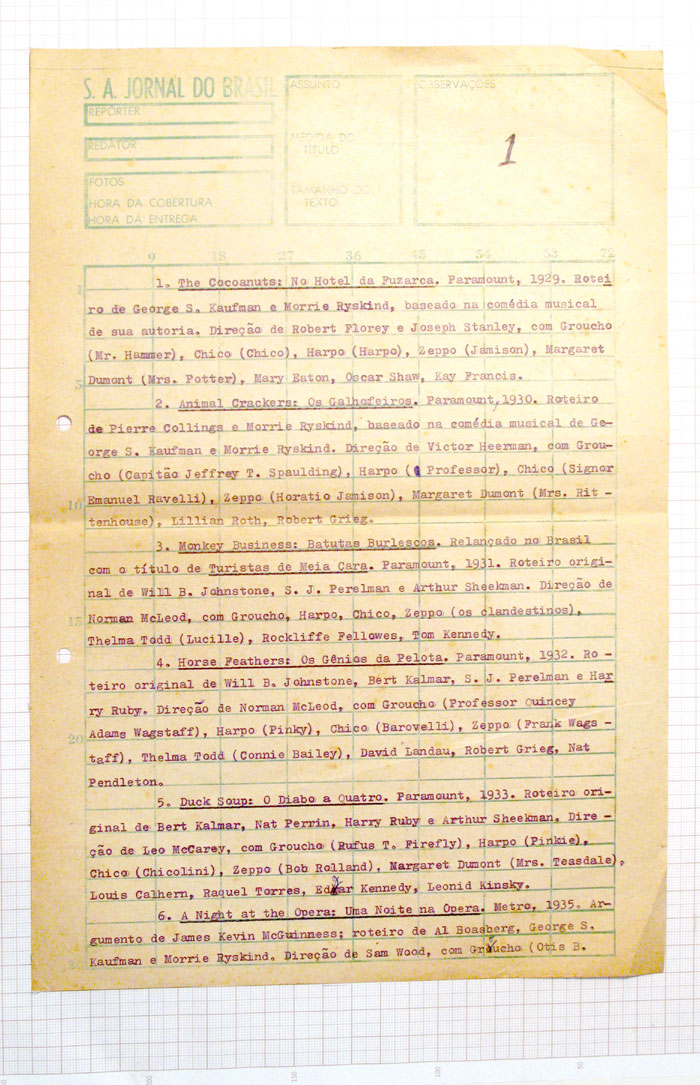 S. A. JORNAL DO BRASIL
REPÓRTER
REDATOR
FOTOS
HORA DA COBERTURA
HORA DA ENTREGA
ASSUNTO
MEDIDA DO
TÍTULO
TAMANHO DO
TEXTO
OBSERVAÇÕES
1
9 18 27 36 45 54 63 72
1
1. The Cocoanuts: No Hotel da Fuzarca. Paramount, 1929. Rotei
ro de George S. Kaufman e Morrie Ryskind, baseado na comédia musical
de sua autoria. Direção de Robert Florey e Joseph Stanley, com Groucho
(Mr. Hammer), Chico (Chico), Harpo (Harpo), Zeppo (Jamison), Margaret
5
Dumont (Mrs. Potter), Mary Eaton, Oscar Shaw, Kay Francis.
2. Animal Crackers: Os Galhofeiros. Paramount, 1930. Roteiro
de Pierre Collings e Morrie Ryskind, baseado na comédia musical de Ge-
orge S. Kaufman e Morrie Ryskind. Direção de Victor Heerman, com Grou-
cho (Capitão Jeffrey T. Spaulding), Harpo ( Professor), Chico (Signor
10
Emanuel Ravelli), Zeppo (Horatio Jamison), Margaret Dumont (Mrs. Rit -
tenhouse), Lillian Roth, Robert Grieg.
3. Monkey Business: Batutas Burlescos. Relançado no Brasil
com o título de Turistas de Meia Cara. Paramount, 1931. Roteiro origi-
nal de Will B. Johnstone, S. J. Perelman e Arthur Sheekman. Direção de
15
Norman McLeod, com Groucho, Harpo, Chico, Zeppo (os clandestinos),
Thelma Todd (Lucille), Rockliffe Fellowes, Tom Kennedy.
4. Horse Feathers: Os Gênios da Pelota. Paramount, 1932. Ro -
teiro original de Will B. Johnstone, Bert Kalmar, S. J. Perelman e Har
ry Ruby. Direção de Norman McLeod, com Groucho (Professor Quincey
20
Adams Wagstaff), Harpo (Pinky), Chico (Barovelli), Zeppo (Frank Wags -
taff), Thelma Todd (Connie Bailey), David Landau, Robert Grieg, Nat
Pendleton.
5. Duck Soup: O Diabo a Quatro. Paramount, 1933. Roteiro ori-
ginal de Bert Kalmar, Nat Perrin, Harry Ruby e Arthur Sheekman. Dire -
ção de Leo McCarey, com Groucho (Rufus T. Firefly), Harpo (Pinkie),
Chico (Chicolini), Zeppo (Bob Rolland), Margaret Dumont (Mrs. Teasdale),
Louis Calhern, Raquel Torres, Edgar Kennedy, Leonid Kinsky.
6. A Night at the Opera: Uma Noite na Ópera. Metro, 1935. Ar-
gumento de James Kevin McGuinness; roteiro de Al Boasberg, George S.
30
Kaufman e Morrie Ryskind. Direção de Sam Wood, com Groucho (Otis B.